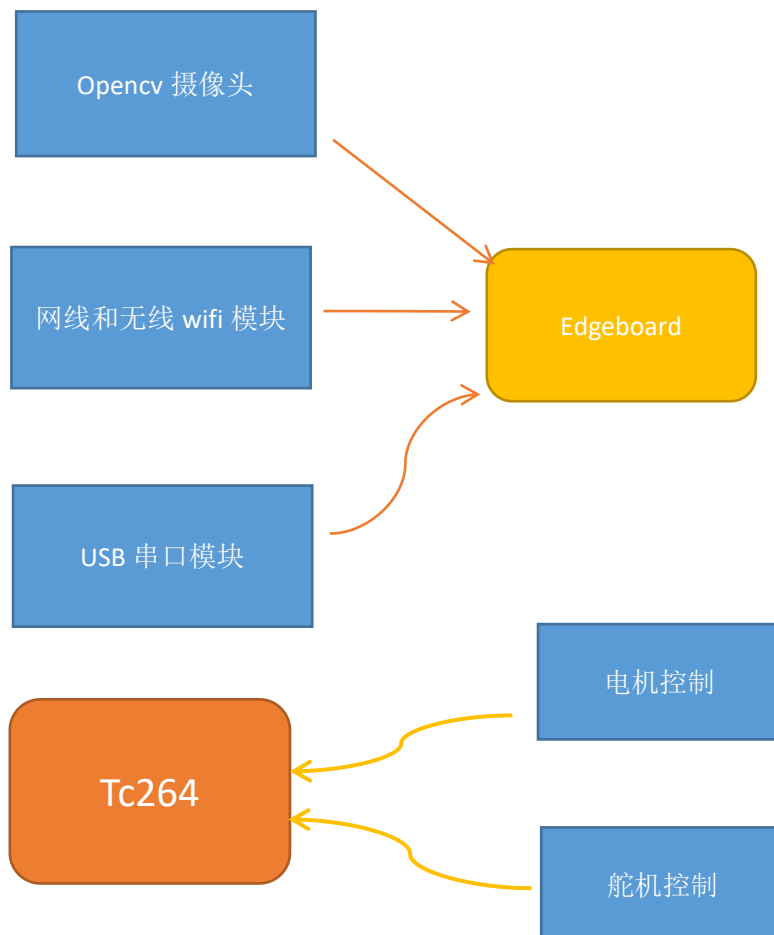 Opencv 摄像头
网线和无线 wifi 模块
Edgeboard
USB 串口模块
电机控制
Tc264
舵机控制